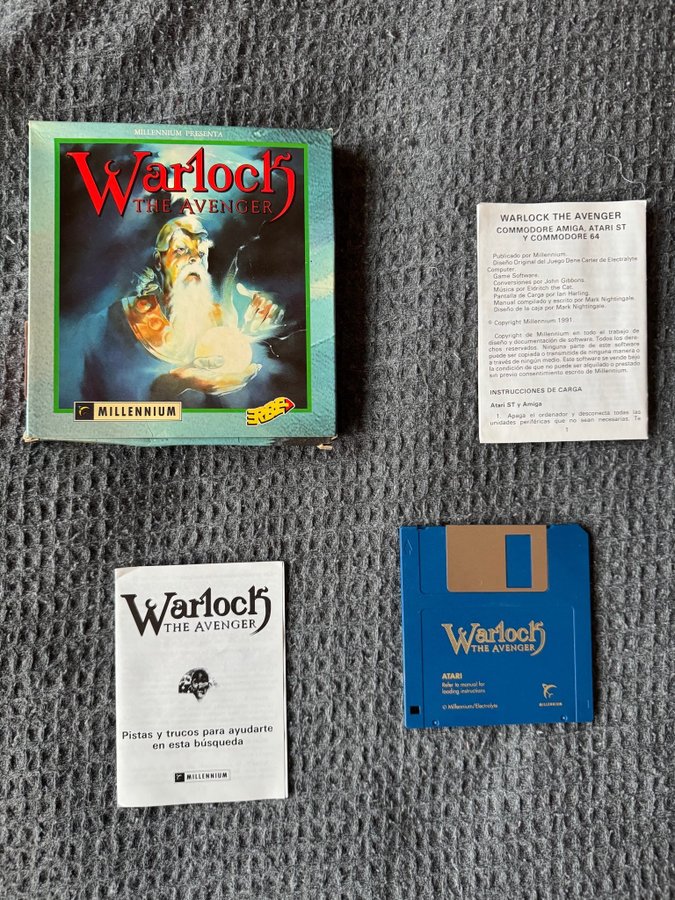 MILLENNIUM PRESENTA
Warlock
THE AVENGER
MILLENNIUM
ERBE
WARLOCK THE AVENGER
COMMODORE AMIGA, ATARI ST
Y COMMODORE 64
Publicado por Millennium.
Diseño Original del Juego Dene Carter de Electralyte
Computer.
Game Software.
Conversiones por John Gibbons.
Música por Eldritch the Cat.
Pantalla de Carga por Ian Harling.
Manual compilado y escrito por Mark Nightingale.
Diseño de la caja por Mark Nightingale.
© Copyright Millennium 1991.
Copyright de Millennium en todo el trabajo de
diseño y documentación de software. Todos los dere-
chos reservados. Ninguna parte de este software
puede ser copiada o transmitida de ninguna manera o
a través de ningún medio. Este software se vende bajo
la condición de que no puede ser alquilado o prestado
sin previo consentimiento escrito de Millennium.
INSTRUCCIONES DE CARGA
Atari ST y Amiga
1. Apaga el ordenador y desconecta todas las
unidades periféricas que no sean necesarias. Te
1
Warlock
THE AVENGER
Pistas y trucos para ayudarte
en esta búsqueda
MILLENNIUM
Warlock
THE AVENGER
ATARI
Refer to manual for
loading instructions
© Millennium/Electralyte
MILLENNIUM